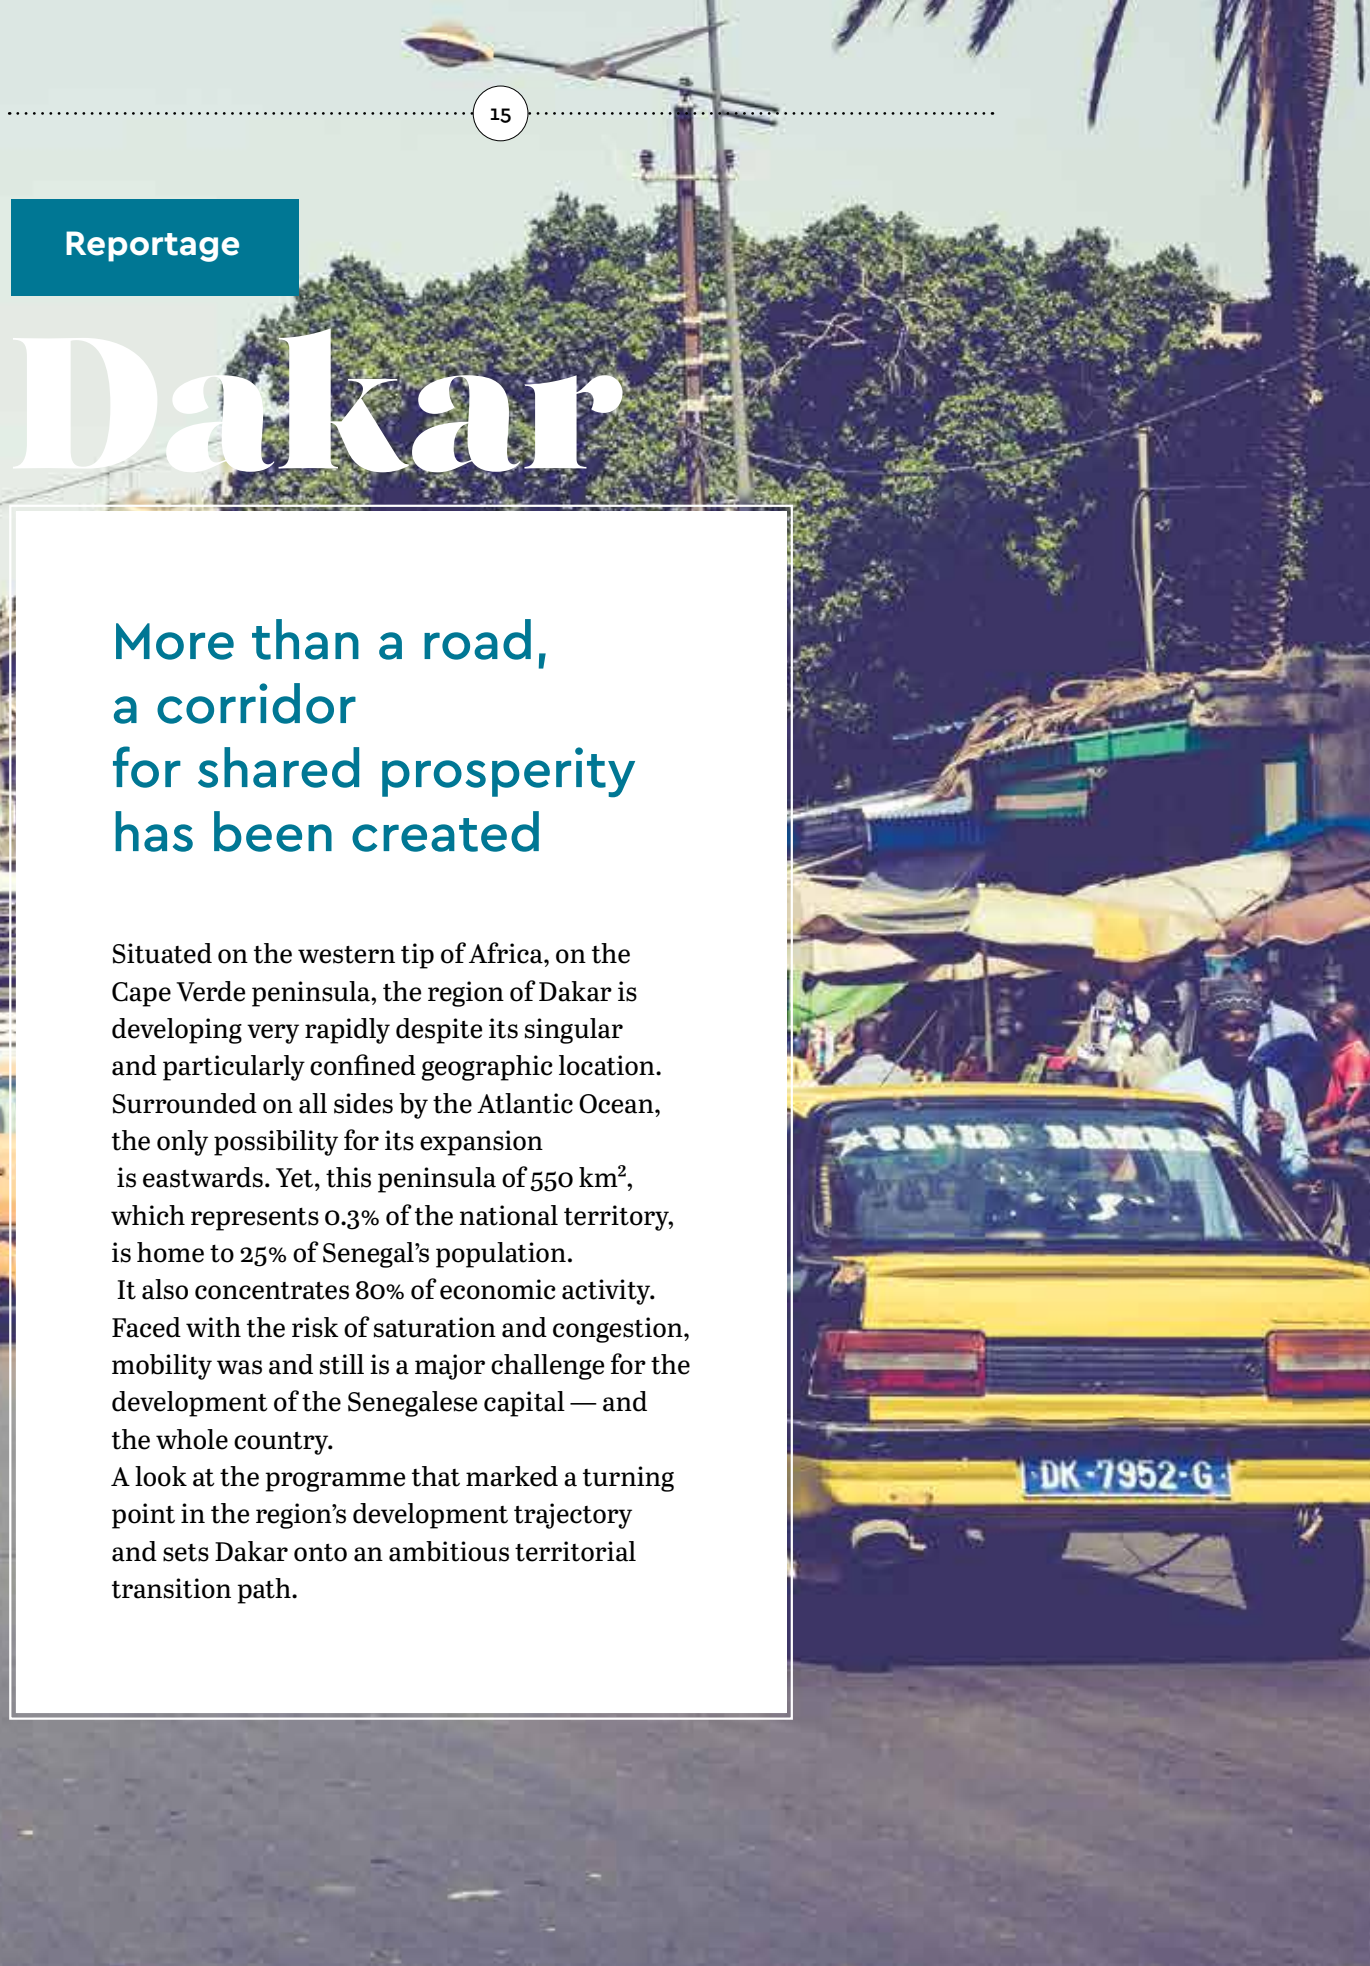 15
Reportage
Dakar
More than a road,
a corridor
for shared prosperity
has been created
Situated on the western tip of Africa, on the
Cape Verde peninsula, the region of Dakar is
developing very rapidly despite its singular
and particularly confined geographic location.
Surrounded on all sides by the Atlantic Ocean,
the only possibility for its expansion
is eastwards. Yet, this peninsula of 550 km²,
which represents 0.3% of the national territory,
is home to 25% of Senegal’s population.
It also concentrates 80% of economic activity.
Faced with the risk of saturation and congestion,
mobility was and still is a major challenge for the
development of the Senegalese capital — and
the whole country.
A look at the programme that marked a turning
point in the region’s development trajectory
and sets Dakar onto an ambitious territorial
transition path.
DK-7952-G